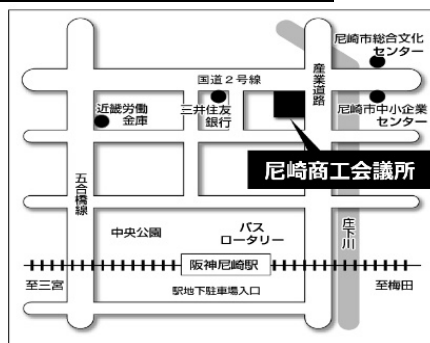 尼崎市総合文化
センター
国道2号線
産業道路
近畿労働
金庫
三井住友
銀行
尼崎市中小企業
センター
尼崎商工会議所
五合橋線
中央公園
バス
ロータリー
庄下川
阪神尼崎駅
至三宮
駅地下駐車場入口
至梅田